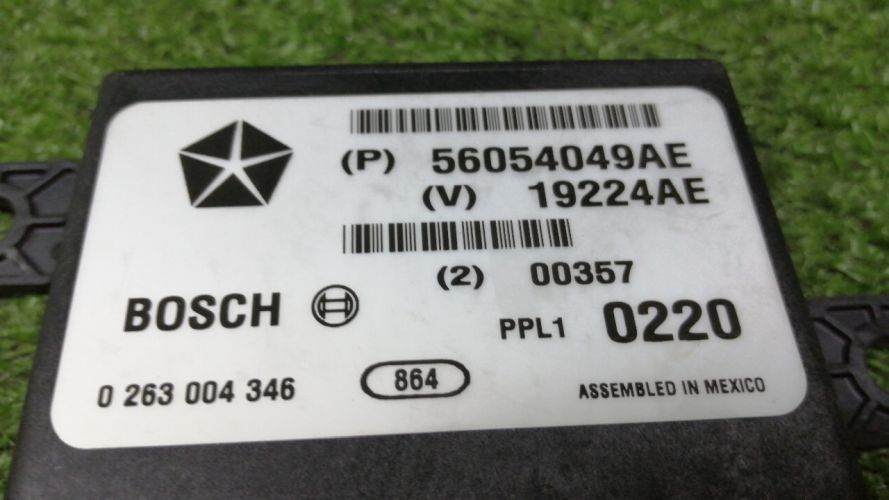 (P) 56054049AE
(V) 19224AE
(2) 00357
BOSCH
PPL1 0220
0 263 004 346
864
ASSEMBLED IN MEXICO